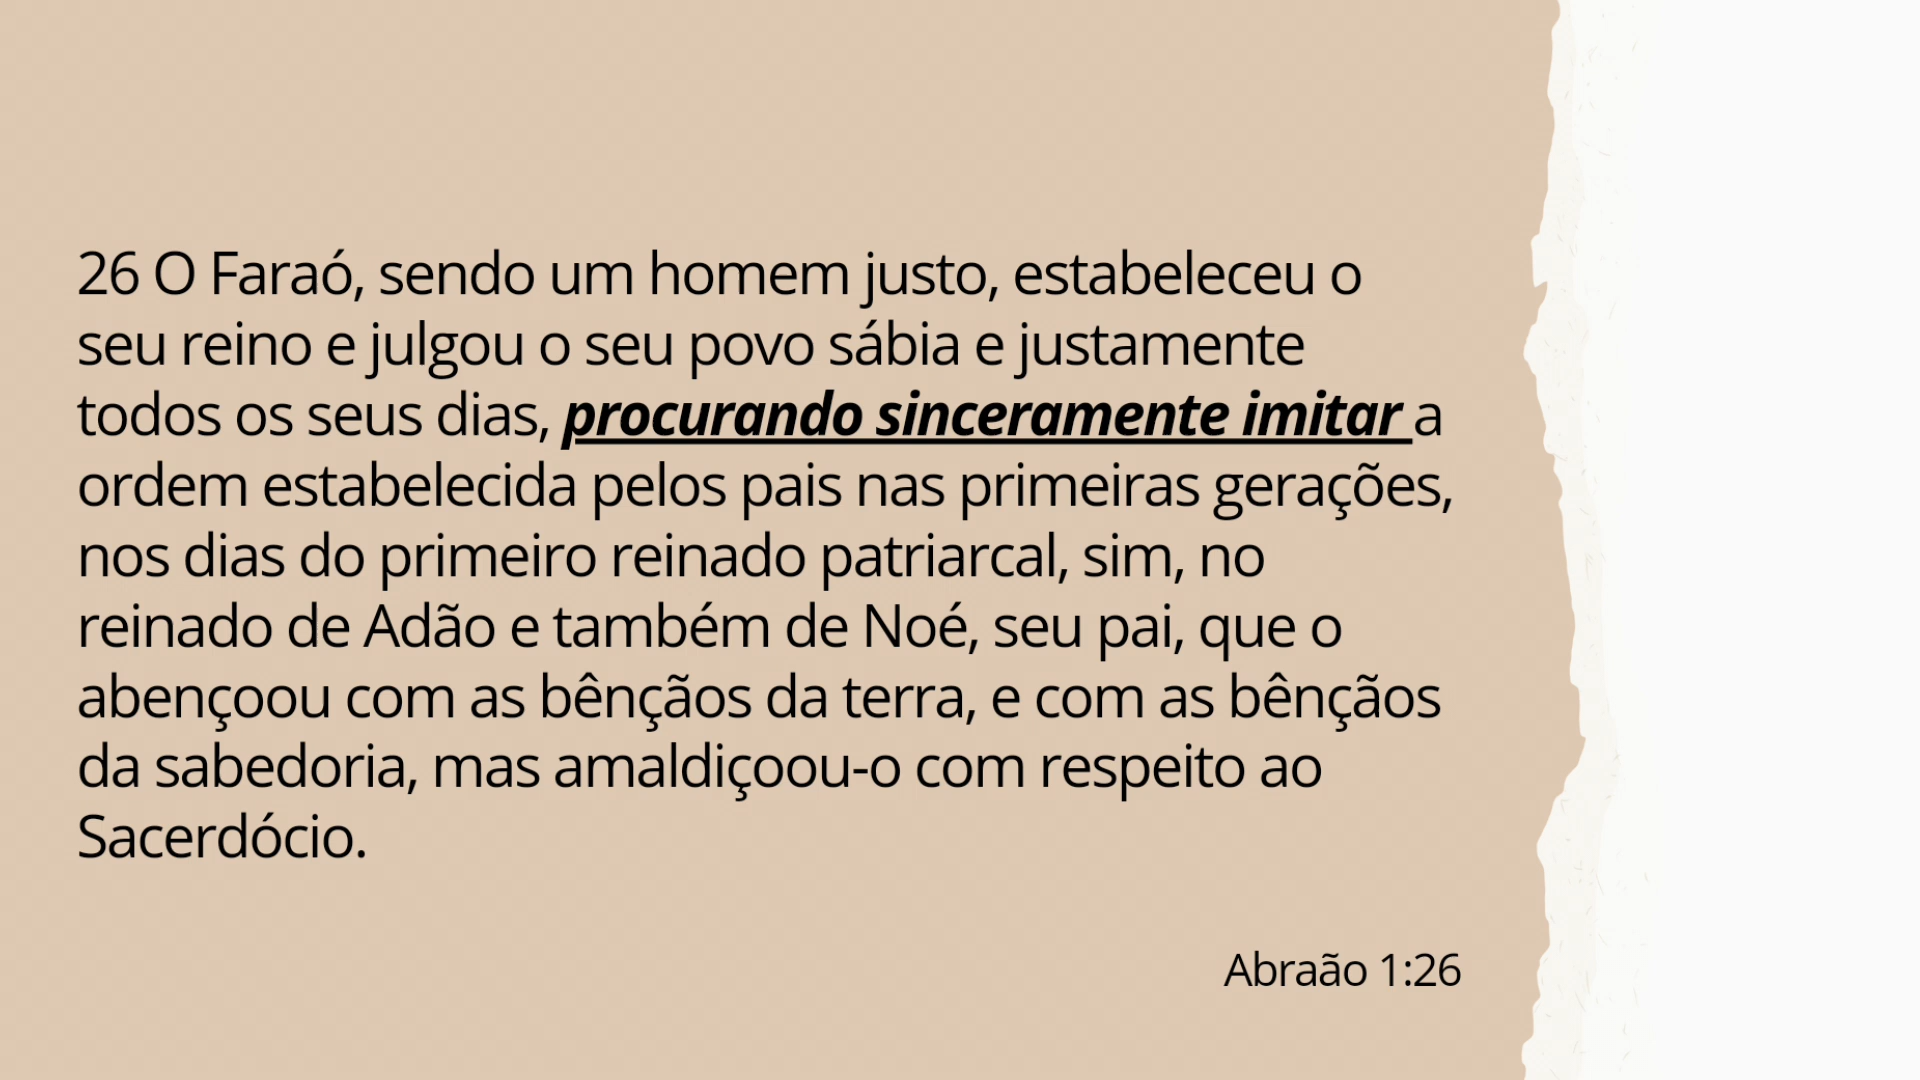 26 O Faraó, sendo um homem justo, estabeleceu o
seu reino e julgou o seu povo sábia e justamente
todos os seus dias, procurando sinceramente imitar a
ordem estabelecida pelos pais nas primeiras gerações,
nos dias do primeiro reinado patriarcal, sim, no
reinado de Adão e também de Noé, seu pai, que o
abençoou com as bênçãos da terra, e com as bênçãos
da sabedoria, mas amaldiçoou-o com respeito ao
Sacerdócio.
Abraão 1:26